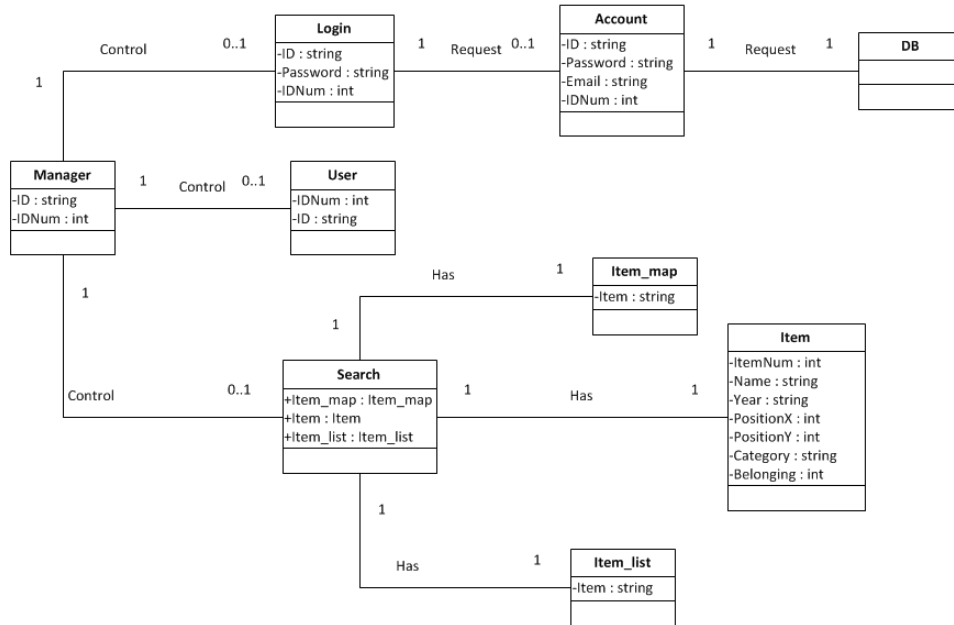 Login
-ID : string
-Password : string
-IDNum : int
Account
-ID : string
-Password : string
-Email : string
-IDNum : int
DB
Control
0..1
1
1
Request
0..1
1
Request
1
Manager
-ID : string
-IDNum : int
1
Control
0..1
User
-IDNum : int
-ID : string
1
Control
0..1
Search
+Item_map : Item_map
+Item : Item
+Item_list : Item_list
1
Has
1
Item_map
-Item : string
1
Has
1
Item
-ItemNum : int
-Name : string
-Year : string
-PositionX : int
-PositionY : int
-Category : string
-Belonging : int
1
Has
1
Item_list
-Item : string